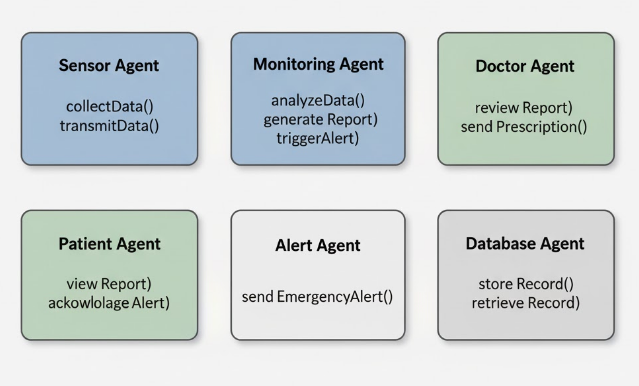 Sensor Agent
collectData()
transmitData()
Monitoring Agent
analyzeData()
generate Report)
triggerAlert)
Doctor Agent
review Report)
send Prescription()
Patient Agent
view Report)
ackowlolage Alert)
Alert Agent
send EmergencyAlert()
Database Agent
store Record()
retrieve Record)